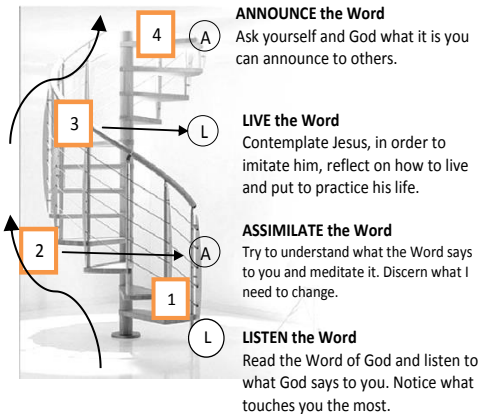 ANNOUNCE the Word
4
A
Ask yourself and God what it is you
can announce to others.
3
L
LIVE the Word
Contemplate Jesus, in order to
imitate him, reflect on how to live
and put to practice his life.
ASSIMILATE the Word
2
A
Try to understand what the Word says
to you and meditate it. Discern what I
need to change.
1
L
LISTEN the Word
Read the Word of God and listen to
what God says to you. Notice what
touches you the most.